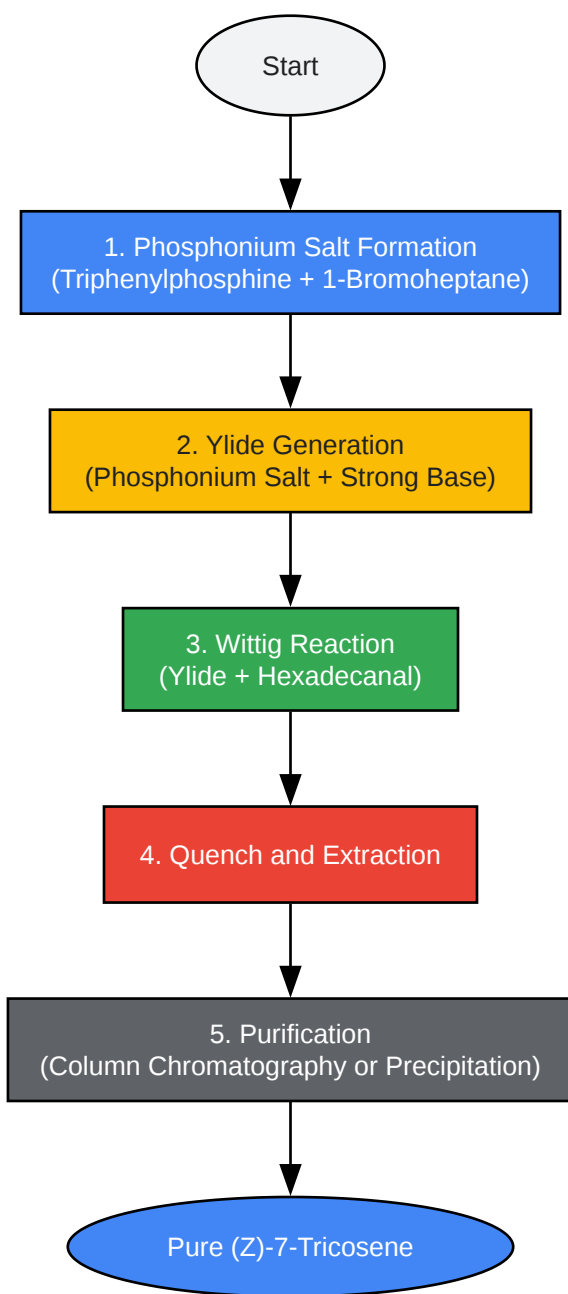 Start
1. Phosphonium Salt Formation
(Triphenylphosphine + 1-Bromoheptane)
2. Ylide Generation
(Phosphonium Salt + Strong Base)
3. Wittig Reaction
(Ylide + Hexadecanal)
4. Quench and Extraction
5. Purification
(Column Chromatography or Precipitation)
Pure (Z)-7-Tricosene